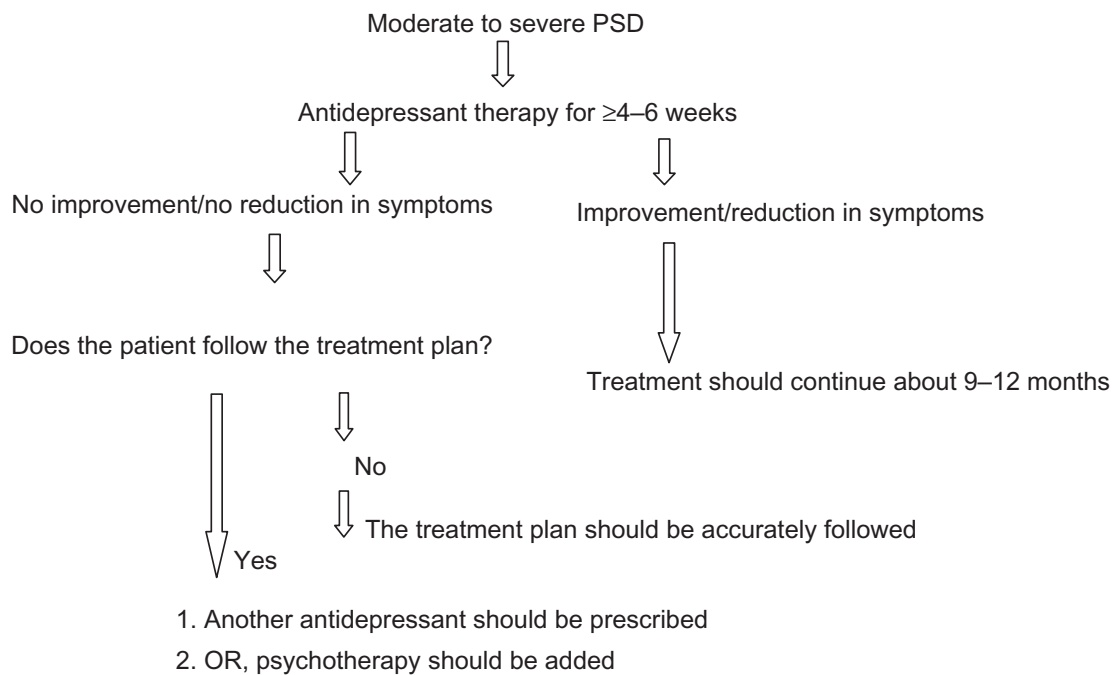 Moderate to severe PSD
Antidepressant therapy for ≥4–6 weeks
No improvement/no reduction in symptoms
Improvement/reduction in symptoms
Does the patient follow the treatment plan?
Treatment should continue about 9–12 months
No
The treatment plan should be accurately followed
Yes
1. Another antidepressant should be prescribed
2. OR, psychotherapy should be added